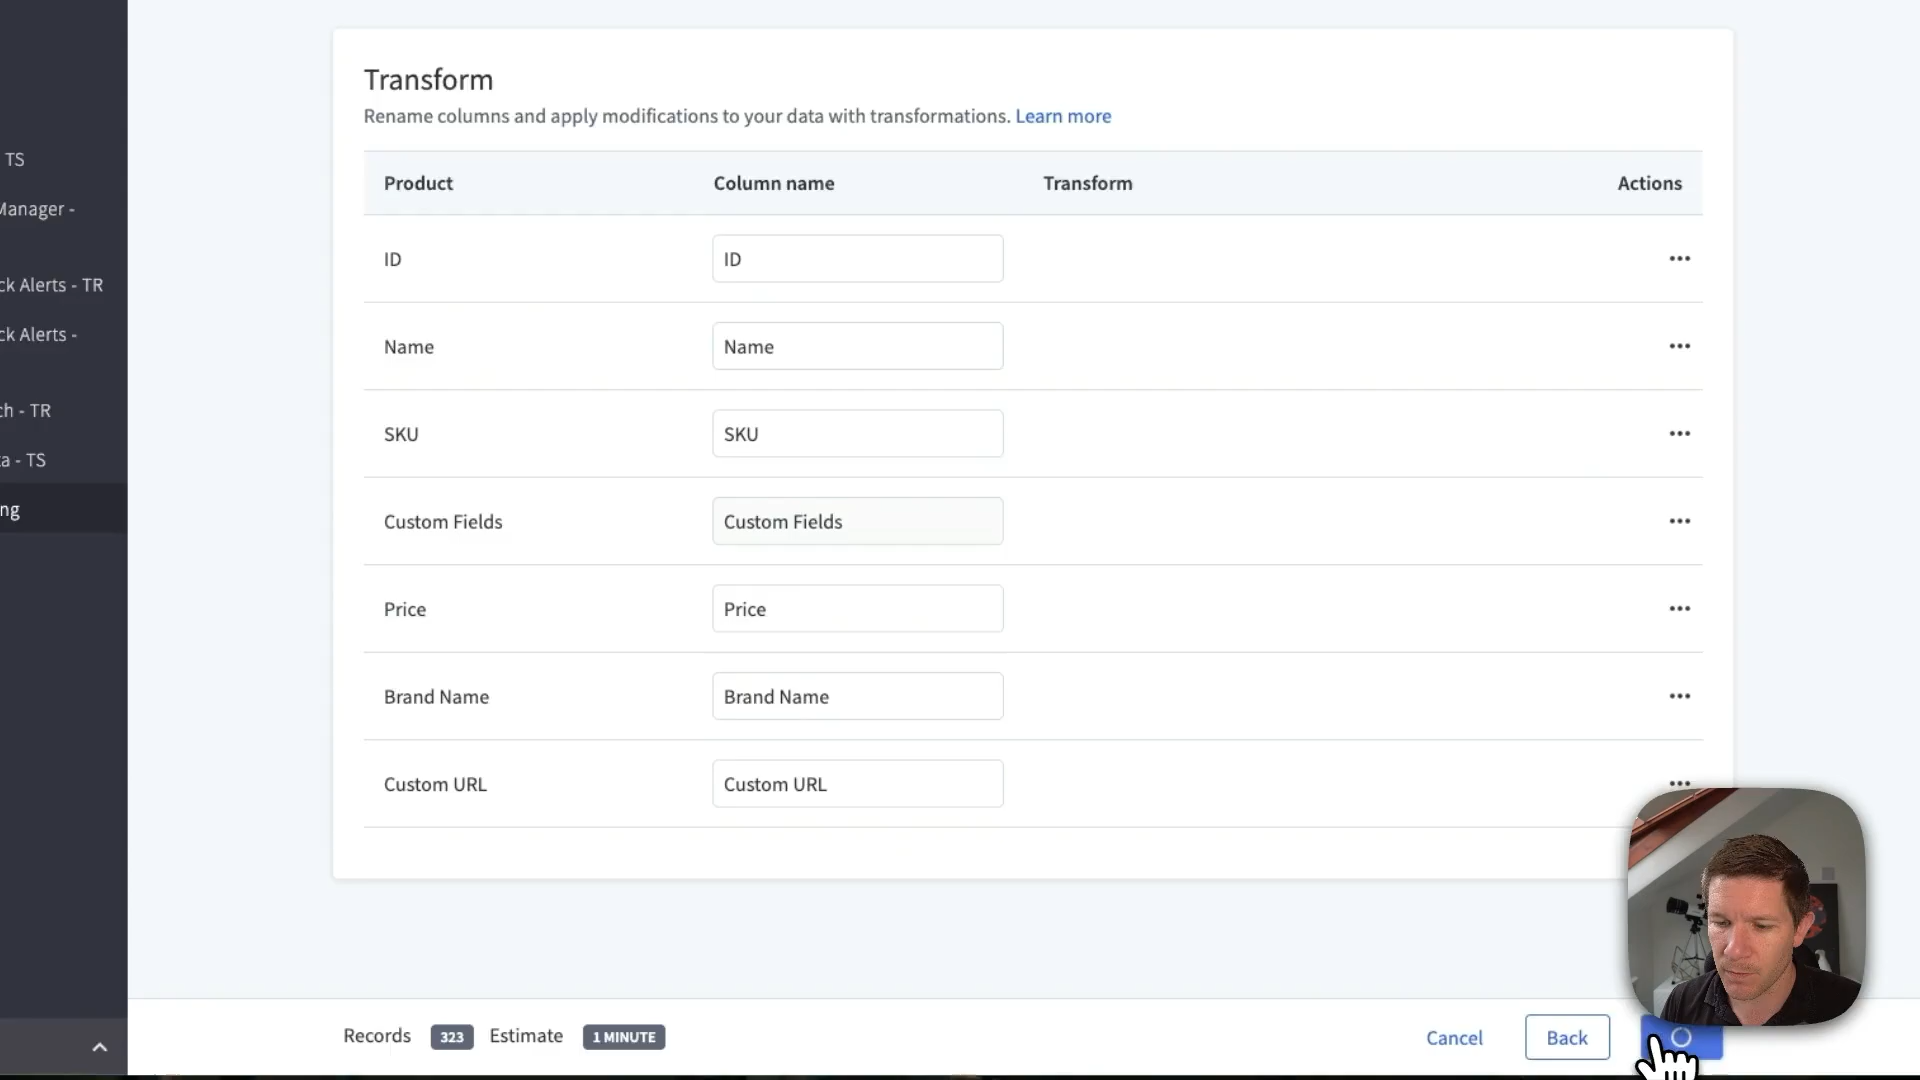 Transform
Rename columns and apply modifications to your data with transformations. Learn more
Product Column name Transform Actions
ID ID
Name Name
SKU SKU
Custom Fields Custom Fields
Price Price
Brand Name Brand Name
Custom URL Custom URL
TS
Manager -
ck Alerts - TR
ck Alerts -
ch - TR
ta - TS
ng
Records 323 Estimate 1 MINUTE
Cancel Back